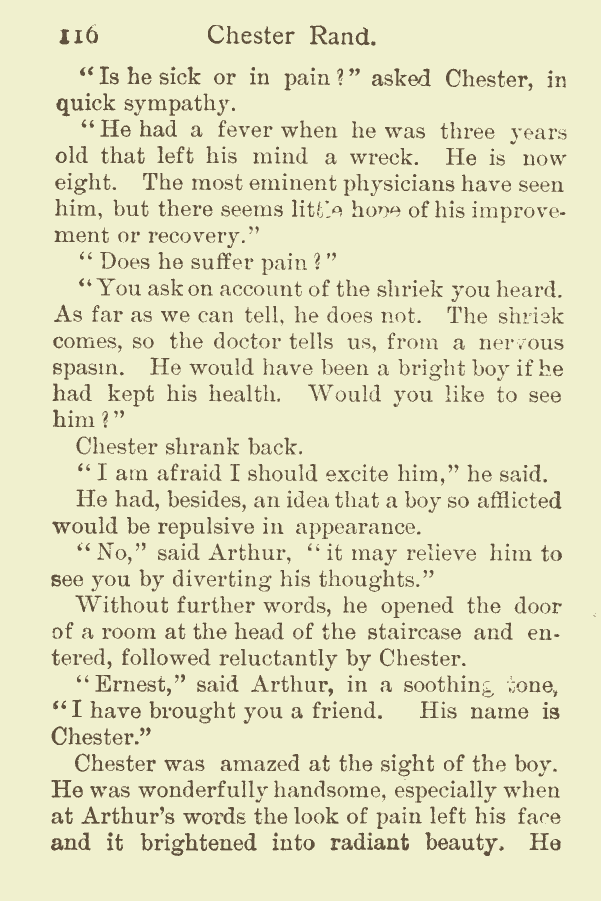 116 Chester Rand.
“Is he sick or in pain?” asked Chester, in
quick sympathy.
“He had a fever when he was three years
old that left his mind a wreck. He is now
eight. The most eminent physicians have seen
him, but there seems little hope of his improve-
ment or recovery.”
“Does he suffer pain?”
“You ask on account of the shriek you heard.
As far as we can tell, he does not. The shriek
comes, so the doctor tells us, from a nervous
spasm. He would have been a bright boy if he
had kept his health. Would you like to see
him?”
Chester shrank back.
“I am afraid I should excite him,” he said.
He had, besides, an idea that a boy so afflicted
would be repulsive in appearance.
“No,” said Arthur, “it may relieve him to
see you by diverting his thoughts.”
Without further words, he opened the door
of a room at the head of the staircase and en-
tered, followed reluctantly by Chester.
“Ernest,” said Arthur, in a soothing tone,
“I have brought you a friend. His name is
Chester.”
Chester was amazed at the sight of the boy.
He was wonderfully handsome, especially when
at Arthur’s words the look of pain left his face
and it brightened into radiant beauty. He